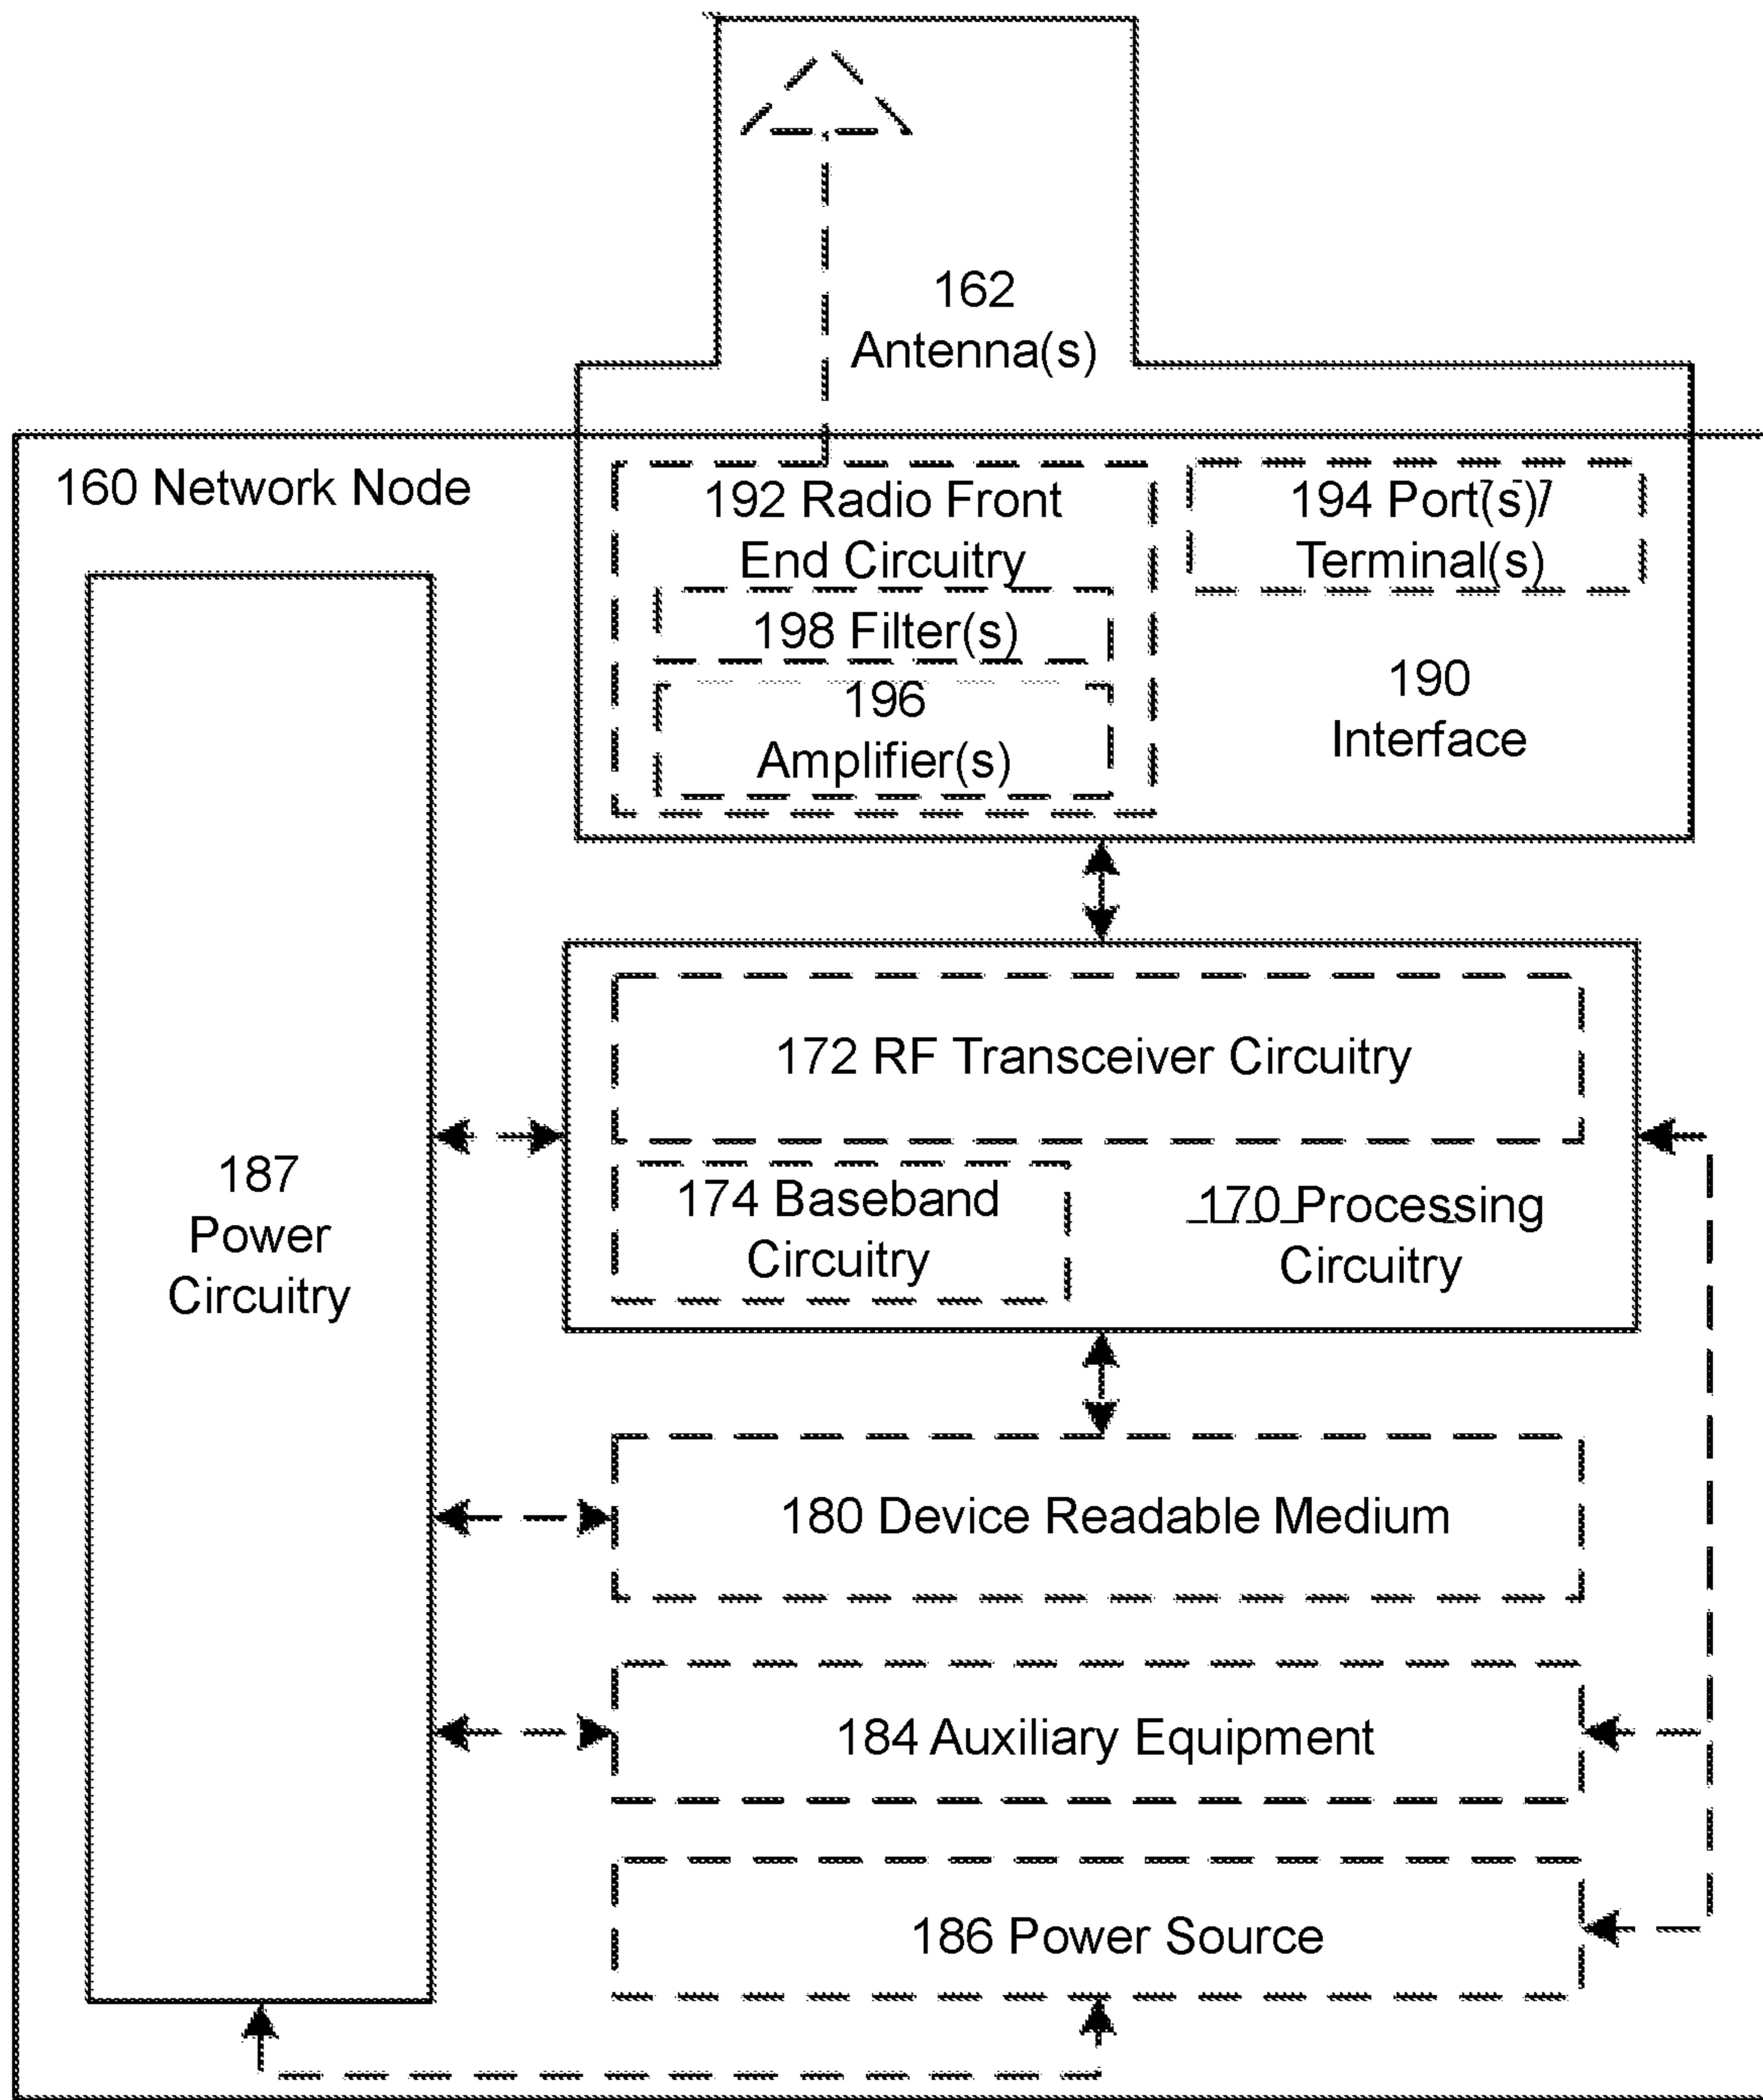 162
Antenna(s)
160 Network Node
192 Radio Front
End Circuitry
194 Port(s)/
Terminal(s)
198 Filter(s)
196
Amplifier(s)
190
Interface
172 RF Transceiver Circuitry
187
Power
Circuitry
174 Baseband
Circuitry
170 Processing
Circuitry
180 Device Readable Medium
184 Auxiliary Equipment
186 Power Source